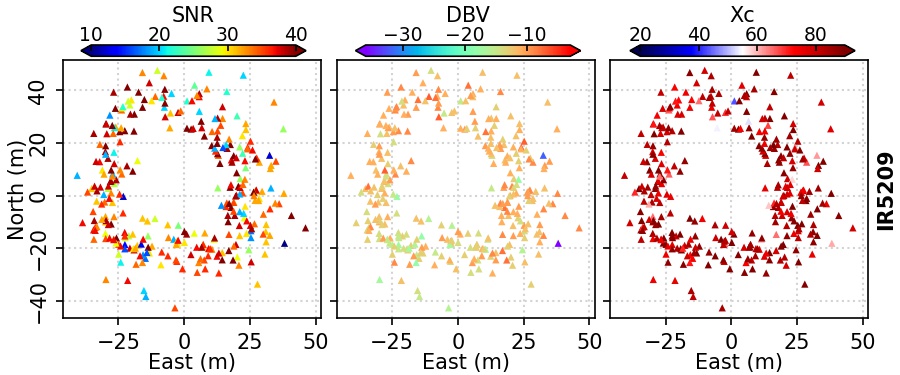 SNR DBV Xc
10 20 30 40 −30 −20 −10 20 40 60 80
North (m)
40
20
0
−20
−40
IR5209
−25 0 25 50 −25 0 25 50 −25 0 25 50
East (m) East (m) East (m)